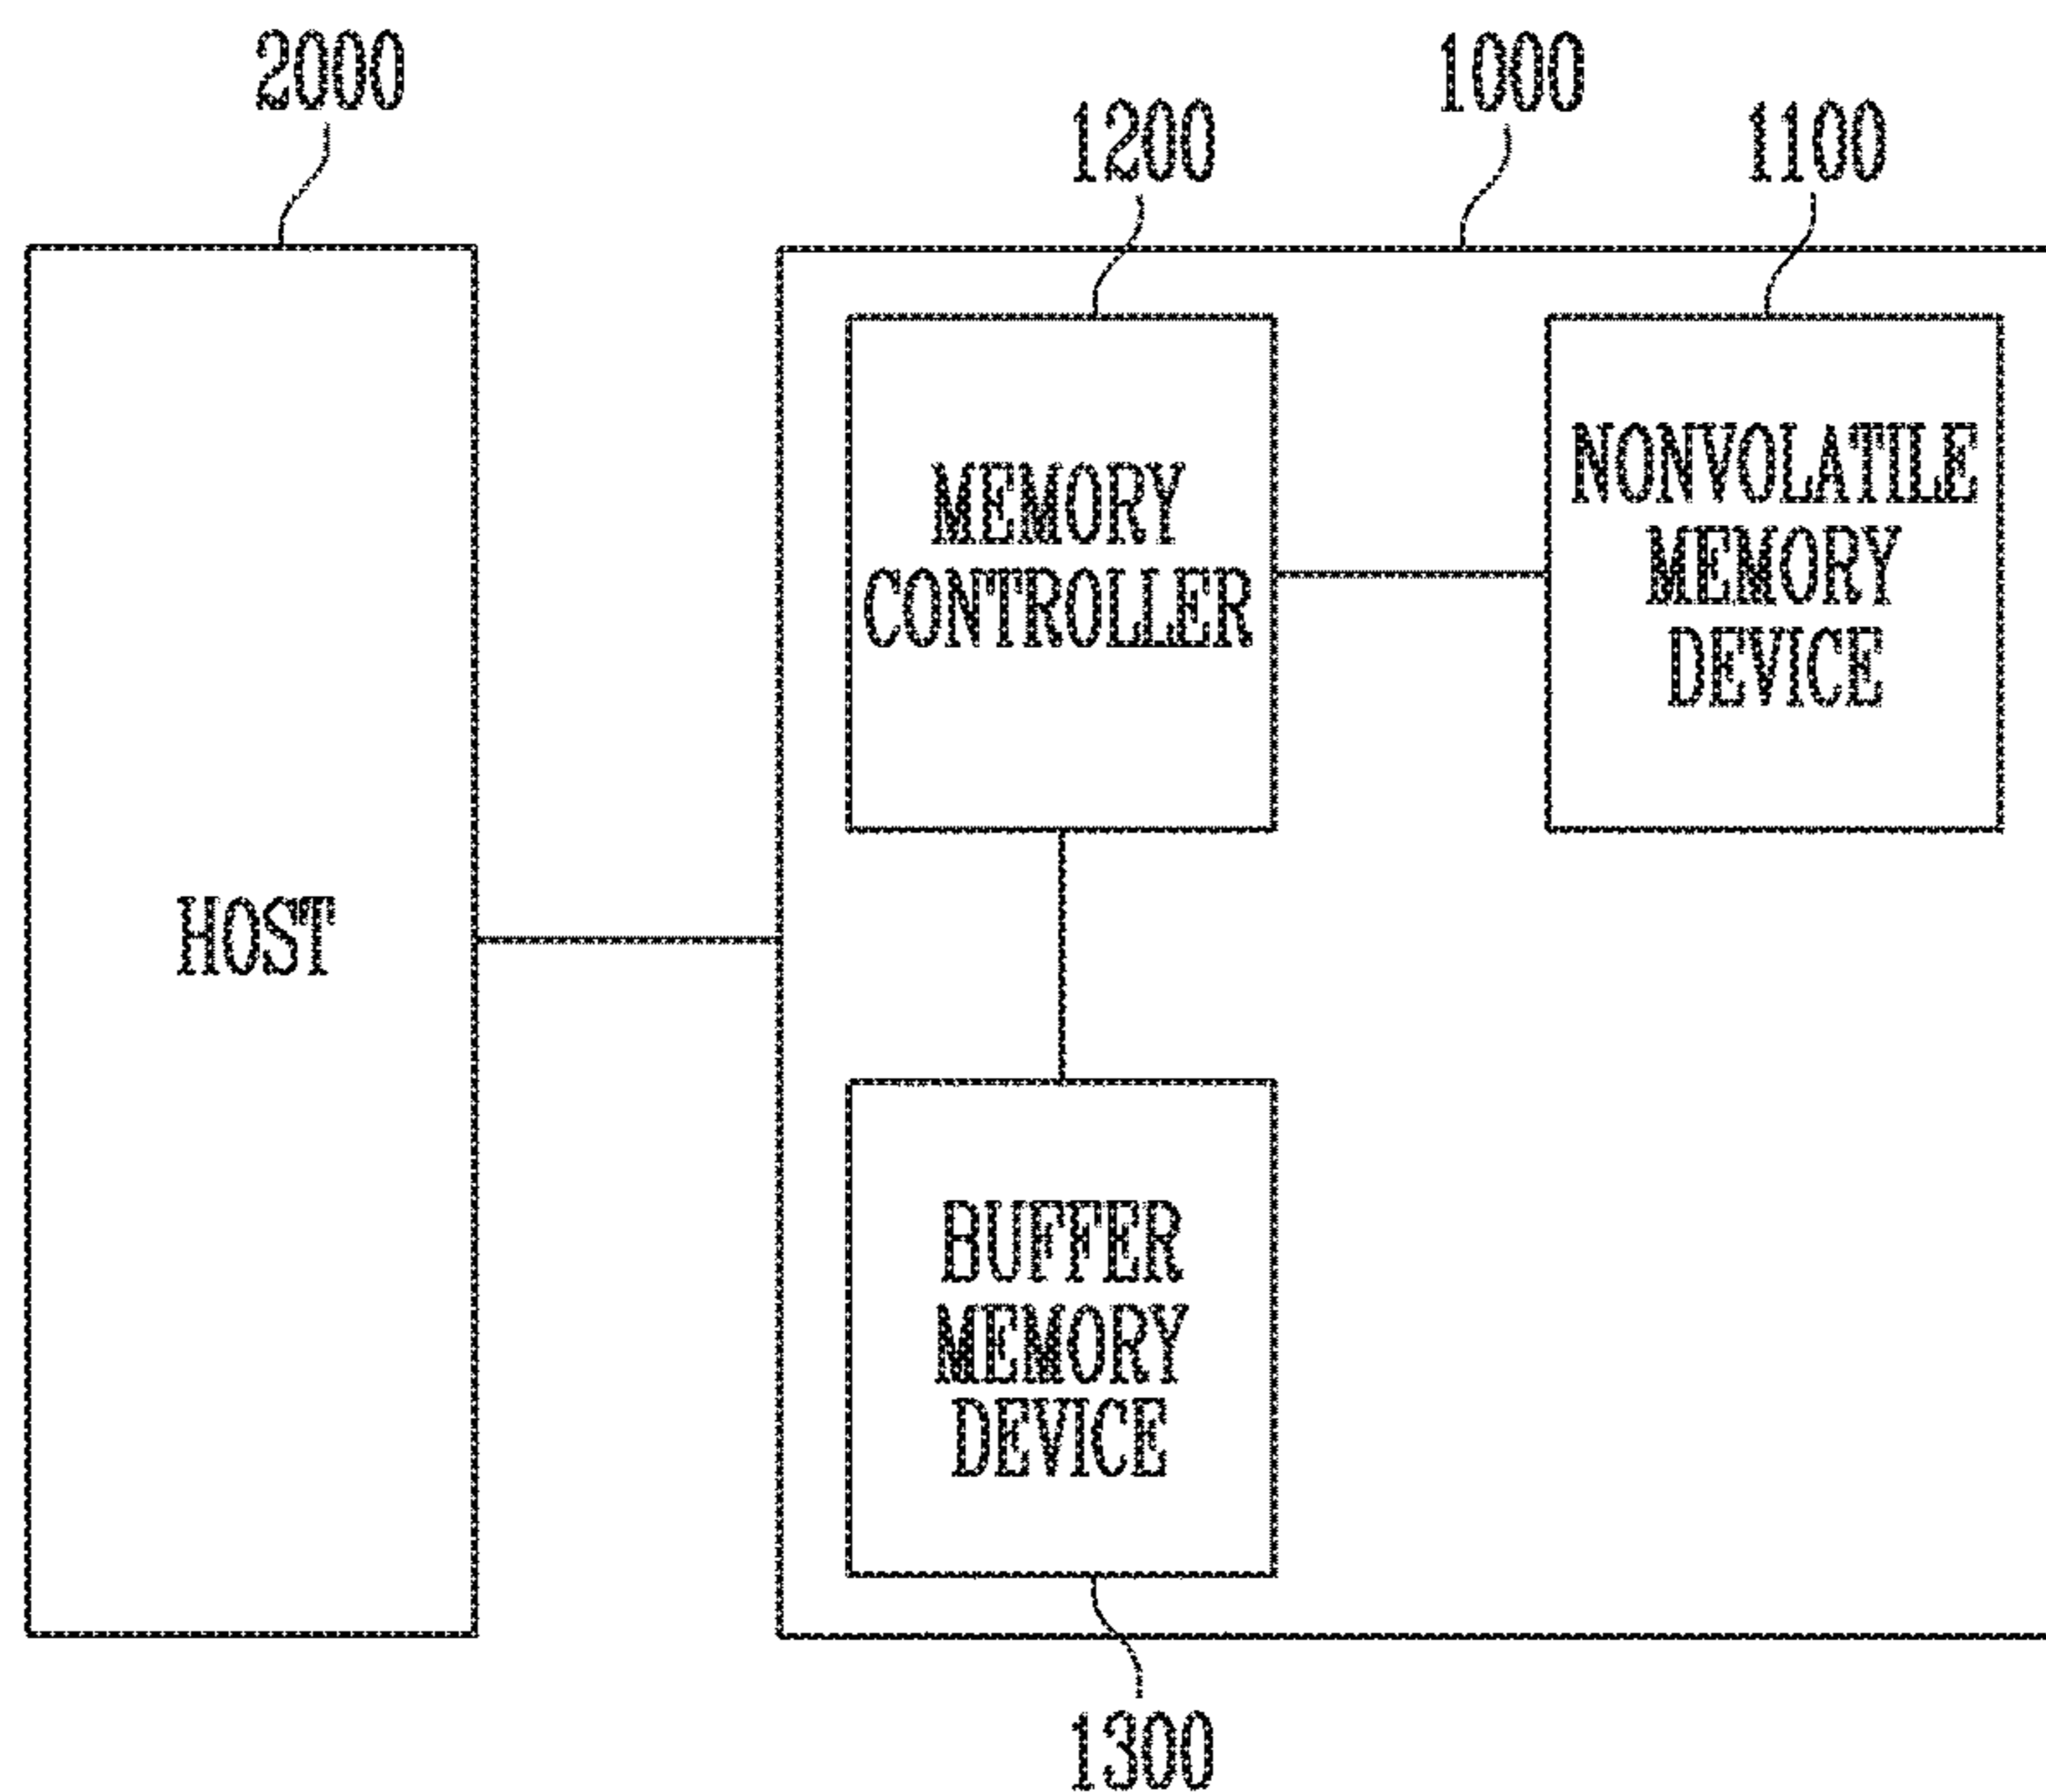 2000
1000
1200
1100
HOST
MEMORY
CONTROLLER
NONVOLATILE
MEMORY
DEVICE
BUFFER
MEMORY
DEVICE
1300